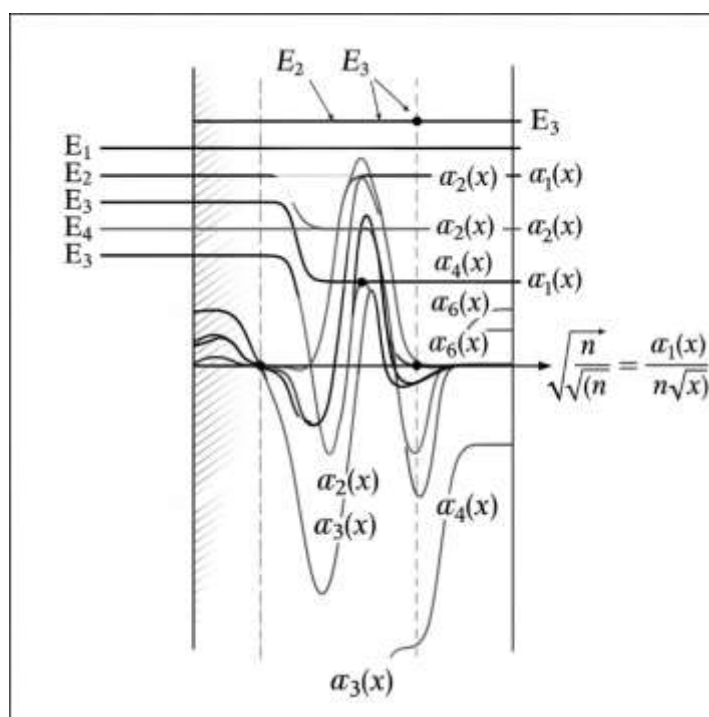 E₂ E₃
E₃
E₁
E₂ α₂(x) α₁(x)
E₃
E₄ α₂(x) α₂(x)
E₃ α₄(x)
α₁(x)
α₆(x)
α₆(x)
√n/√(n = α₁(x)/n√x)
α₂(x)
α₄(x)
α₃(x)
α₃(x)